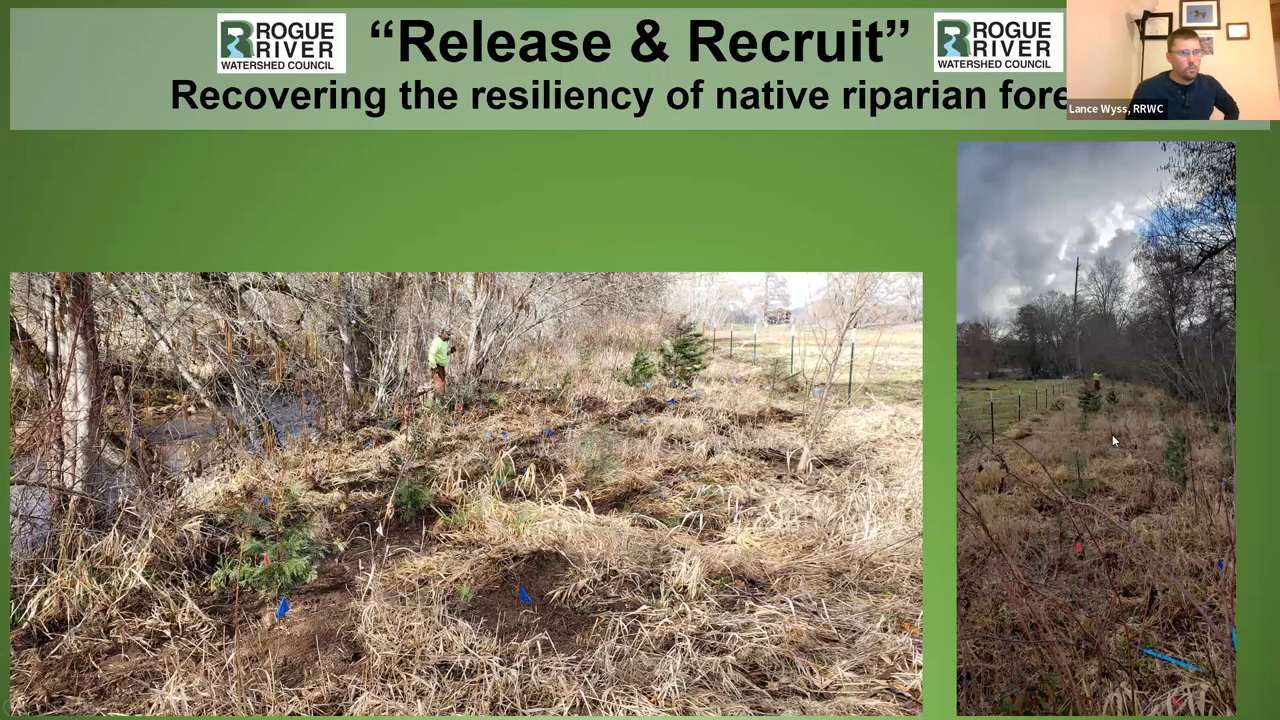 ROGUE
RIVER
WATERSHED COUNCIL
“Release & Recruit”
ROGUE
RIVER
WATERSHED COUNCIL
Recovering the resiliency of native riparian fore
Lance Wyss, RRWC